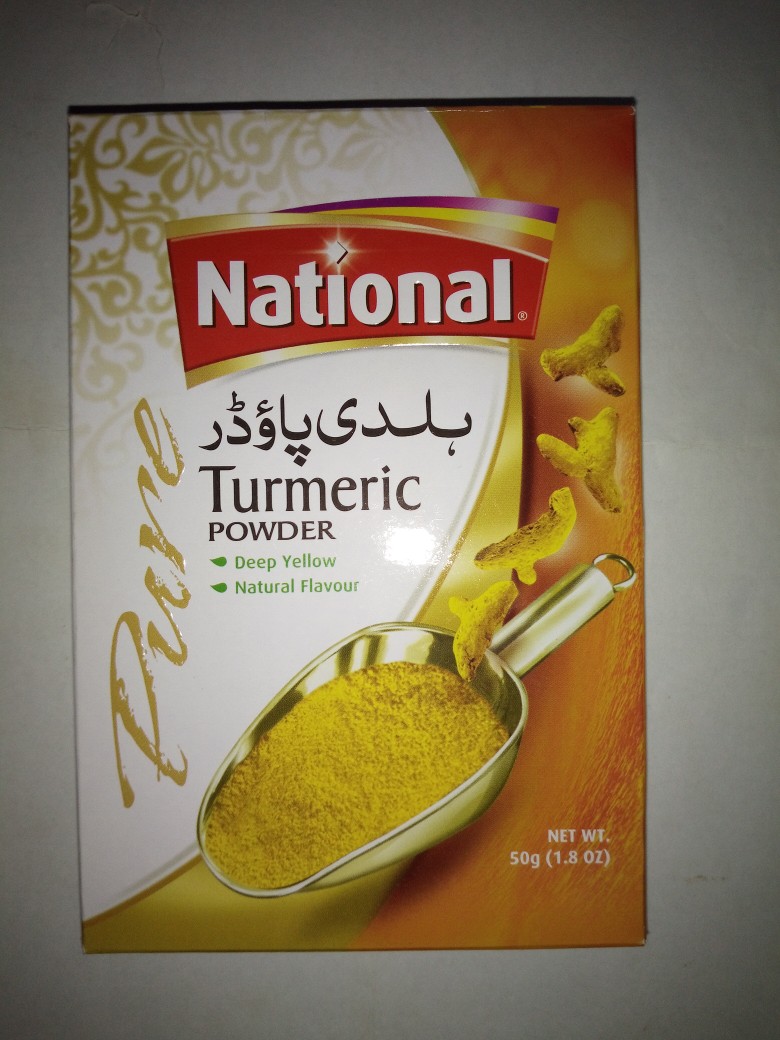 National®
ہلدی پاؤڈر
Turmeric
POWDER
Deep Yellow
Natural Flavour
Pure
NET WT.
50g (1.8 OZ)